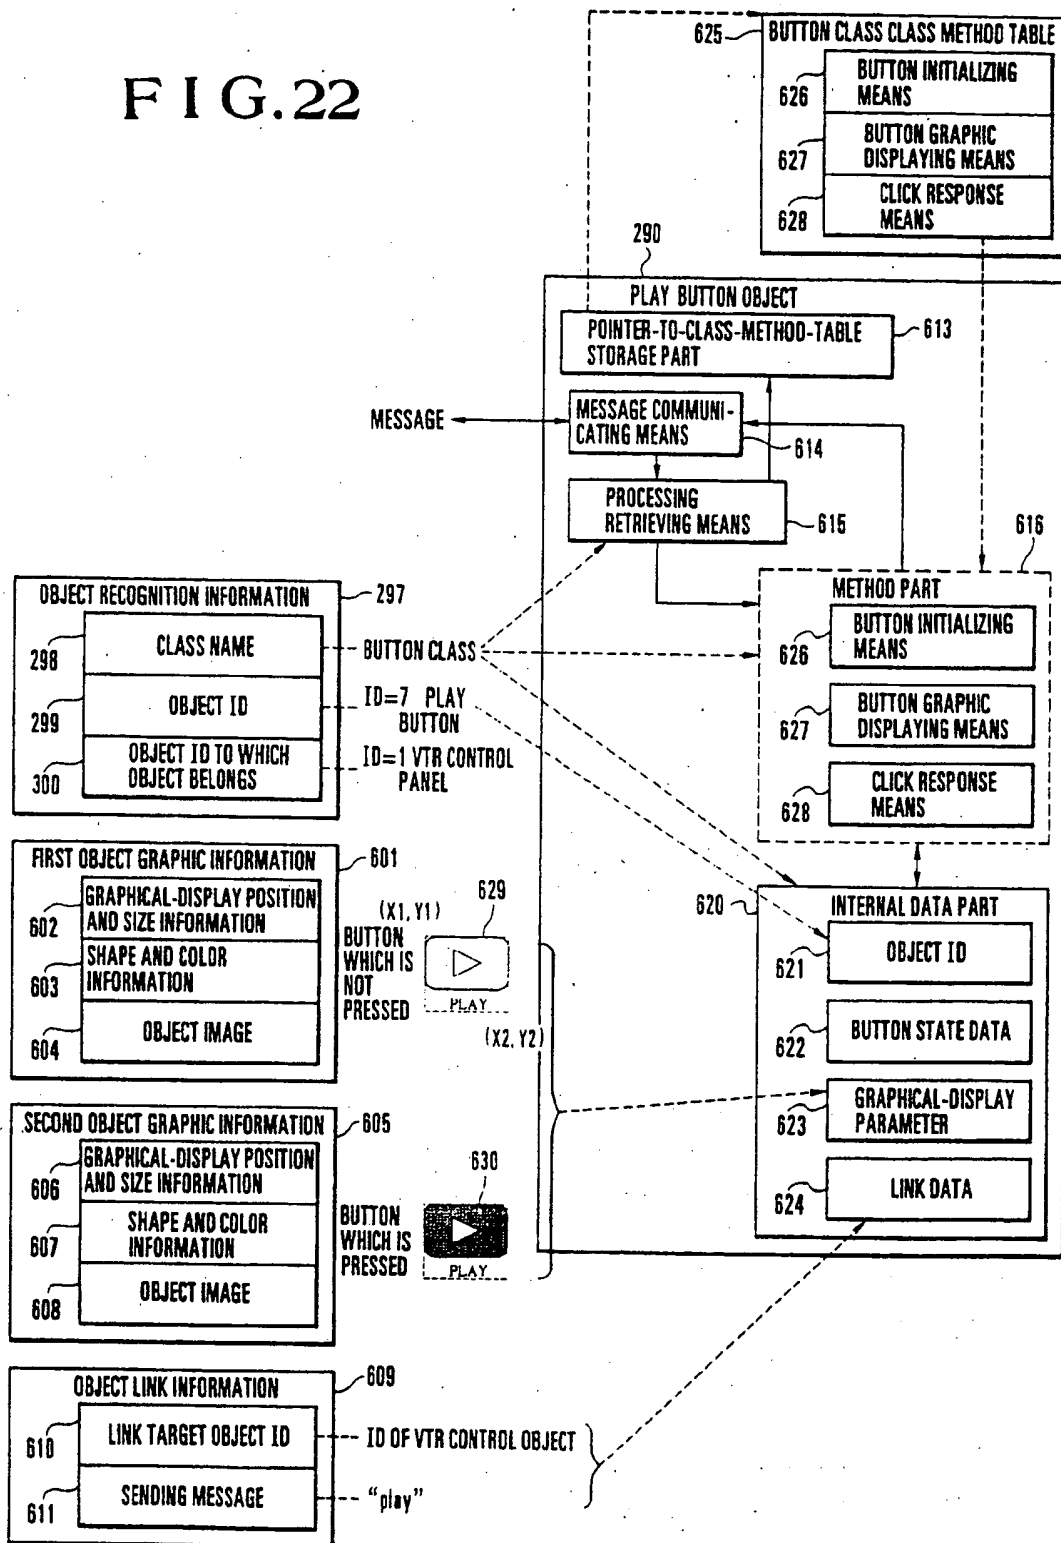 FIG.22
625
BUTTON CLASS CLASS METHOD TABLE
626
BUTTON INITIALIZING
MEANS
627
BUTTON GRAPHIC
DISPLAYING MEANS
628
CLICK RESPONSE
MEANS
290
PLAY BUTTON OBJECT
POINTER-TO-CLASS-METHOD-TABLE
STORAGE PART
613
MESSAGE
MESSAGE COMMUNI-
CATING MEANS
614
PROCESSING
RETRIEVING MEANS
615
616
METHOD PART
626
BUTTON INITIALIZING
MEANS
627
BUTTON GRAPHIC
DISPLAYING MEANS
628
CLICK RESPONSE
MEANS
OBJECT RECOGNITION INFORMATION
297
298
CLASS NAME
BUTTON CLASS
299
OBJECT ID
ID=7 PLAY
BUTTON
300
OBJECT ID TO WHICH
OBJECT BELONGS
ID=1 VTR CONTROL
PANEL
FIRST OBJECT GRAPHIC INFORMATION
601
602
GRAPHICAL-DISPLAY POSITION
AND SIZE INFORMATION
603
SHAPE AND COLOR
INFORMATION
604
OBJECT IMAGE
(X1, Y1)
BUTTON
WHICH IS
NOT
PRESSED
629
PLAY
(X2, Y2)
620
INTERNAL DATA PART
621
OBJECT ID
622
BUTTON STATE DATA
623
GRAPHICAL-DISPLAY
PARAMETER
624
LINK DATA
SECOND OBJECT GRAPHIC INFORMATION
605
606
GRAPHICAL-DISPLAY POSITION
AND SIZE INFORMATION
607
SHAPE AND COLOR
INFORMATION
608
OBJECT IMAGE
BUTTON
WHICH IS
PRESSED
630
PLAY
OBJECT LINK INFORMATION
609
610
LINK TARGET OBJECT ID
ID OF VTR CONTROL OBJECT
611
SENDING MESSAGE
"play"